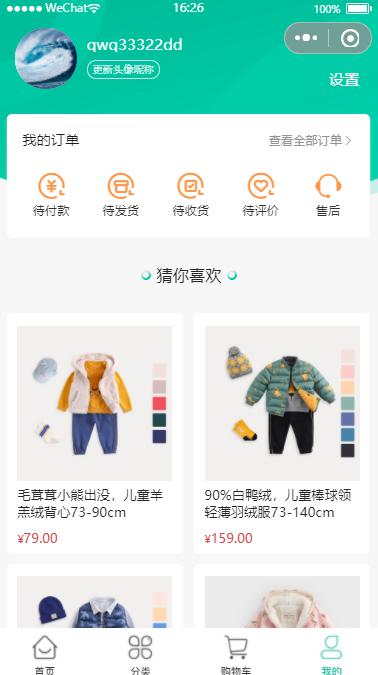 WeChat 16:26 100%
qwq33322dd
更新头像昵称
设置
我的订单 查看全部订单
待付款 待发货 待收货 待评价 售后
猜你喜欢
毛茸茸小熊出没，儿童羊
羔绒背心73-90cm
¥79.00
90%白鸭绒，儿童棒球领
轻薄羽绒服73-140cm
¥159.00
首页 分类 购物车 我的